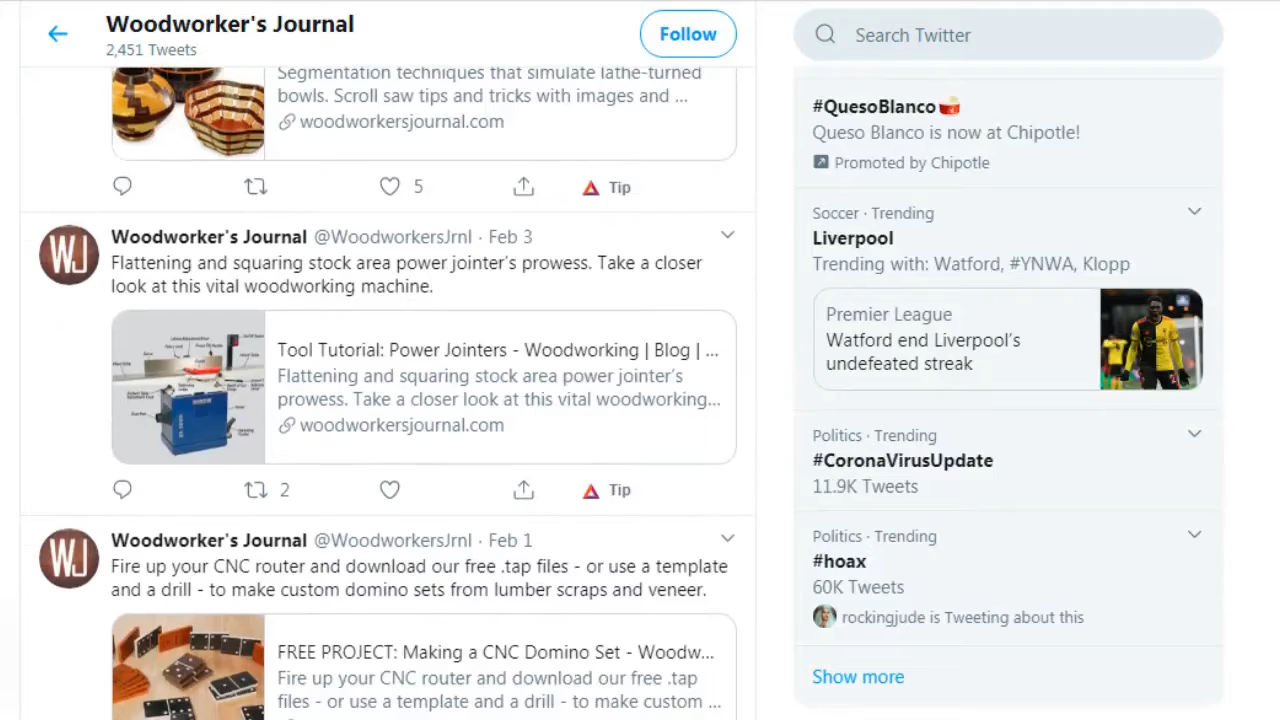 Woodworker's Journal
2,451 Tweets
Follow
Segmentation techniques that simulate lathe-turned
bowls. Scroll saw tips and tricks with images and ...
woodworkersjournal.com
5
Tip
WJ
Woodworker's Journal @WoodworkersJrnl · Feb 3
Flattening and squaring stock area power jointer's prowess. Take a closer
look at this vital woodworking machine.
Tool Tutorial: Power Jointers - Woodworking | Blog | ...
Flattening and squaring stock area power jointer's
prowess. Take a closer look at this vital woodworking...
woodworkersjournal.com
2
Tip
WJ
Woodworker's Journal @WoodworkersJrnl · Feb 1
Fire up your CNC router and download our free .tap files - or use a template
and a drill - to make custom domino sets from lumber scraps and veneer.
FREE PROJECT: Making a CNC Domino Set - Woodw...
Fire up your CNC router and download our free .tap
files - or use a template and a drill - to make custom ...
Search Twitter
#QuesoBlanco
Queso Blanco is now at Chipotle!
Promoted by Chipotle
Soccer · Trending
Liverpool
Trending with: Watford, #YNWA, Klopp
Premier League
Watford end Liverpool's
undefeated streak
Politics · Trending
#CoronaVirusUpdate
11.9K Tweets
Politics · Trending
#hoax
60K Tweets
rockingjude is Tweeting about this
Show more